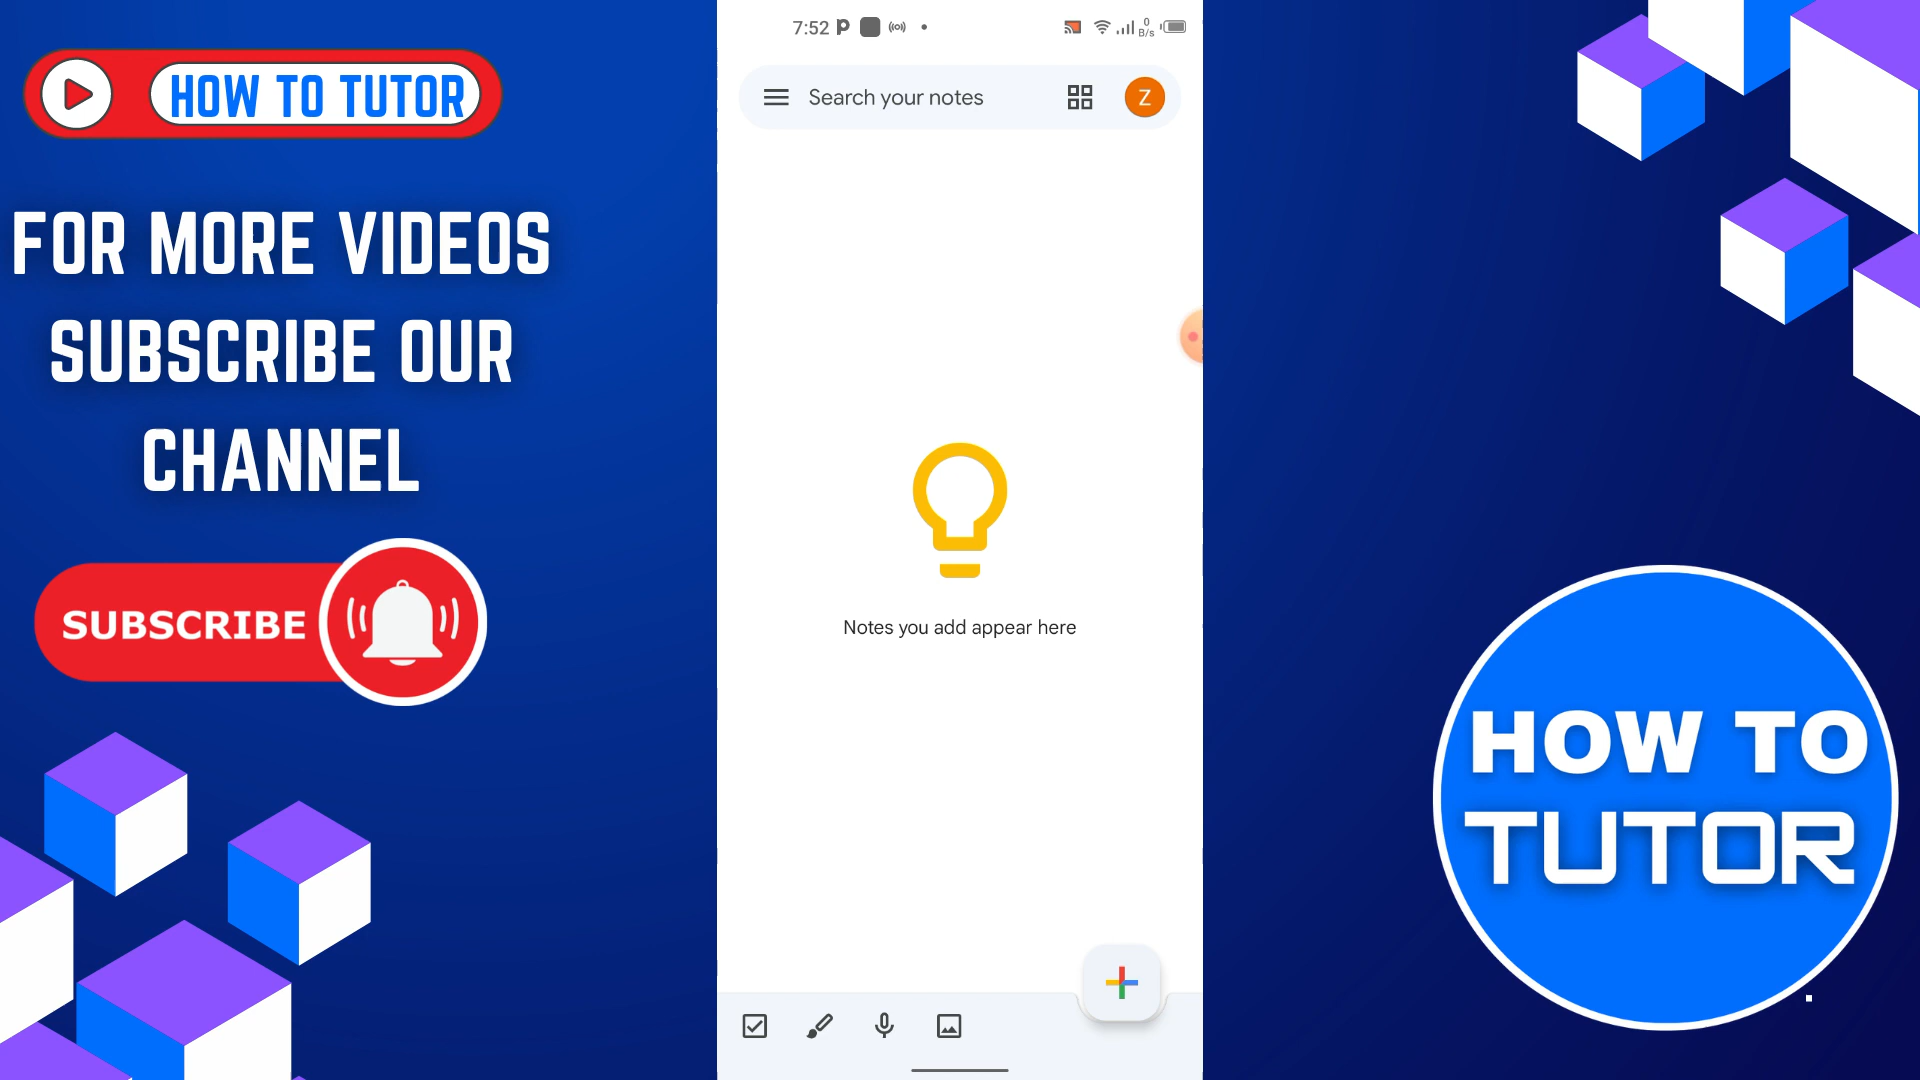 HOW TO TUTOR
FOR MORE VIDEOS
SUBSCRIBE OUR
CHANNEL
SUBSCRIBE
7:52
0
B/s
Search your notes
Z
Notes you add appear here
HOW TO
TUTOR